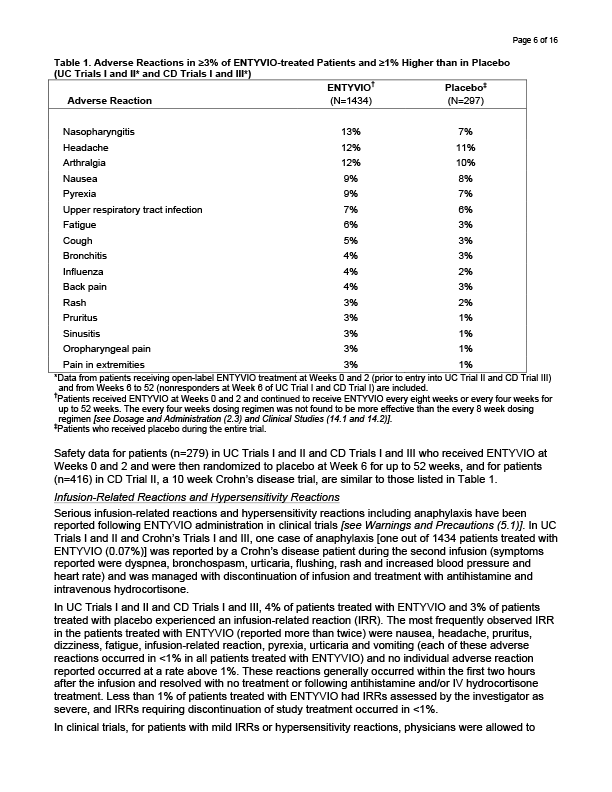 Page 6 of 16
Table 1. Adverse Reactions in ≥3% of ENTYVIO-treated Patients and ≥1% Higher than in Placebo
(UC Trials I and II* and CD Trials I and III*)
ENTYVIO† Placebo‡
Adverse Reaction (N=1434) (N=297)
Nasopharyngitis 13% 7%
Headache 12% 11%
Arthralgia 12% 10%
Nausea 9% 8%
Pyrexia 9% 7%
Upper respiratory tract infection 7% 6%
Fatigue 6% 3%
Cough 5% 3%
Bronchitis 4% 3%
Influenza 4% 2%
Back pain 4% 3%
Rash 3% 2%
Pruritus 3% 1%
Sinusitis 3% 1%
Oropharyngeal pain 3% 1%
Pain in extremities 3% 1%
*Data from patients receiving open-label ENTYVIO treatment at Weeks 0 and 2 (prior to entry into UC Trial II and CD Trial III)
and from Weeks 6 to 52 (nonresponders at Week 6 of UC Trial I and CD Trial I) are included.
†Patients received ENTYVIO at Weeks 0 and 2 and continued to receive ENTYVIO every eight weeks or every four weeks for
up to 52 weeks. The every four weeks dosing regimen was not found to be more effective than the every 8 week dosing
regimen [see Dosage and Administration (2.3) and Clinical Studies (14.1 and 14.2)].
‡Patients who received placebo during the entire trial.
Safety data for patients (n=279) in UC Trials I and II and CD Trials I and III who received ENTYVIO at
Weeks 0 and 2 and were then randomized to placebo at Week 6 for up to 52 weeks, and for patients
(n=416) in CD Trial II, a 10 week Crohn's disease trial, are similar to those listed in Table 1.
Infusion-Related Reactions and Hypersensitivity Reactions
Serious infusion-related reactions and hypersensitivity reactions including anaphylaxis have been
reported following ENTYVIO administration in clinical trials [see Warnings and Precautions (5.1)]. In UC
Trials I and II and Crohn's Trials I and III, one case of anaphylaxis [one out of 1434 patients treated with
ENTYVIO (0.07%)] was reported by a Crohn's disease patient during the second infusion (symptoms
reported were dyspnea, bronchospasm, urticaria, flushing, rash and increased blood pressure and
heart rate) and was managed with discontinuation of infusion and treatment with antihistamine and
intravenous hydrocortisone.
In UC Trials I and II and CD Trials I and III, 4% of patients treated with ENTYVIO and 3% of patients
treated with placebo experienced an infusion-related reaction (IRR). The most frequently observed IRR
in the patients treated with ENTYVIO (reported more than twice) were nausea, headache, pruritus,
dizziness, fatigue, infusion-related reaction, pyrexia, urticaria and vomiting (each of these adverse
reactions occurred in <1% in all patients treated with ENTYVIO) and no individual adverse reaction
reported occurred at a rate above 1%. These reactions generally occurred within the first two hours
after the infusion and resolved with no treatment or following antihistamine and/or IV hydrocortisone
treatment. Less than 1% of patients treated with ENTYVIO had IRRs assessed by the investigator as
severe, and IRRs requiring discontinuation of study treatment occurred in <1%.
In clinical trials, for patients with mild IRRs or hypersensitivity reactions, physicians were allowed to